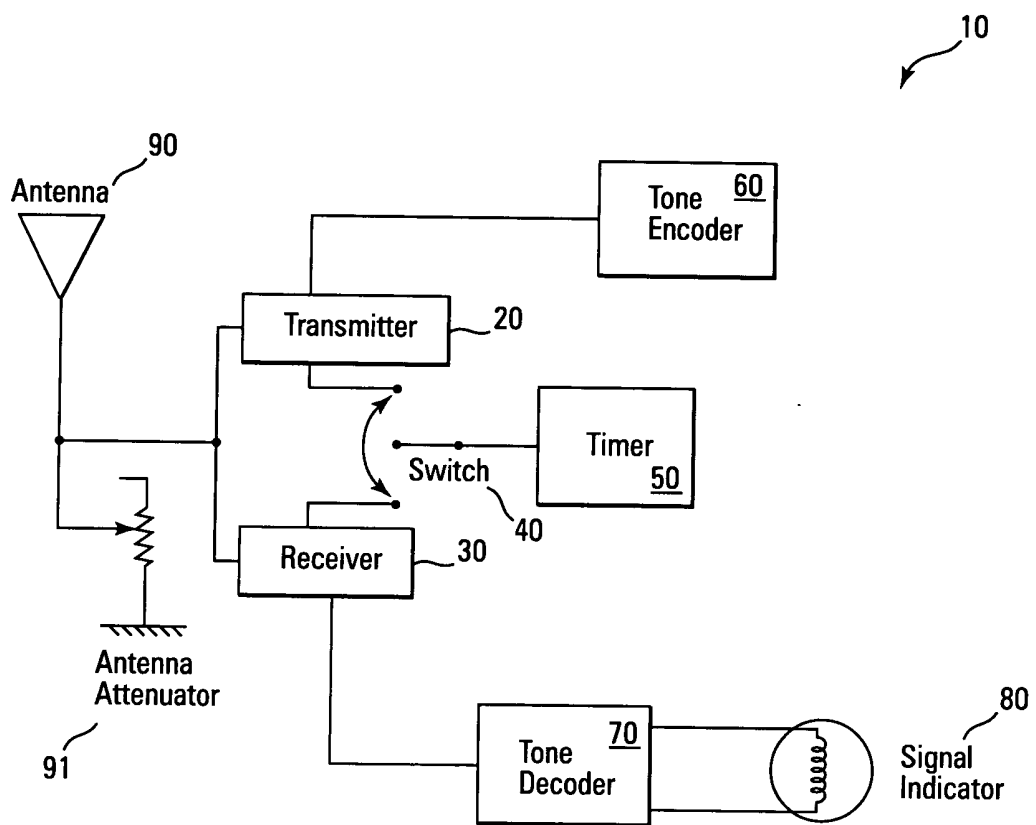 10
90
Antenna
60
Tone
Encoder
Transmitter
20
Timer
50
Switch
40
Receiver
30
Antenna
Attenuator
91
70
Tone
Decoder
80
Signal
Indicator